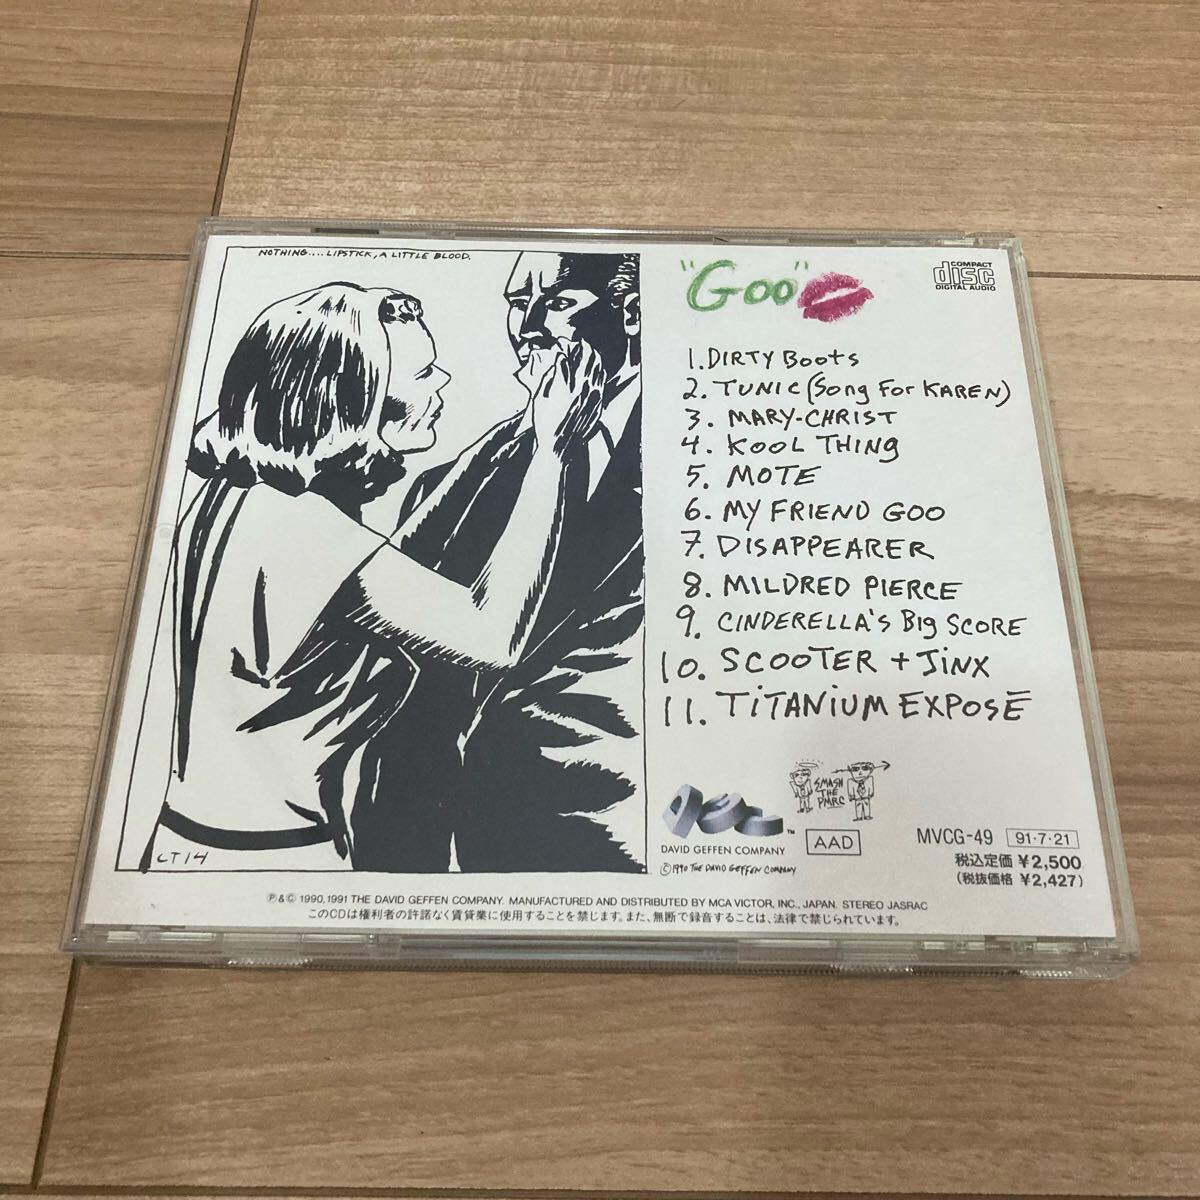 NOTHING.... LIPSTICK, A LITTLE BLOOD.
"Goo"
COMPACT
disc
DIGITAL AUDIO
1. DIRTY BOOtS
2. TUNIC (Song For KAREN)
3. MARY-CHRIST
4. KOOL THING
5. MOTE
6. MY FRIEND GOO
7. DISAPPEARER
8. MILDRED PIERCE
9. CINDERELLA'S Big SCORE
10. SCOOTER + JiNX
11. TiTANiUM EXPOSÉ
SMASH
THE
PMRC
DAVID GEFFEN COMPANY
TM
AAD
MVCG-49 91・7・21
税込定価 ¥2,500
(税抜価格 ¥2,427)
©1990 THE DAVID GEFFEN COMPANY
LT14
Ⓟ&© 1990, 1991 THE DAVID GEFFEN COMPANY. MANUFACTURED AND DISTRIBUTED BY MCA VICTOR, INC., JAPAN. STEREO JASRAC
このCDは権利者の許諾なく賃貸業に使用することを禁じます。また、無断で録音することは、法律で禁じられています。